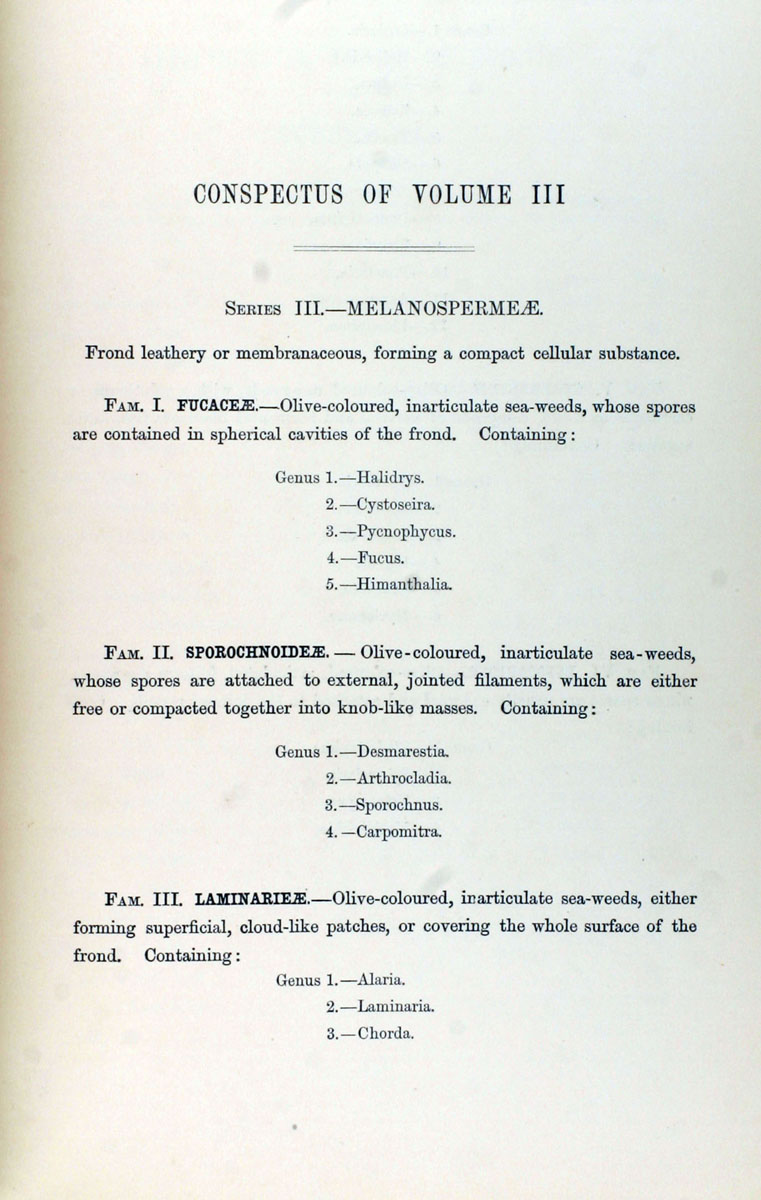 CONSPECTUS OF VOLUME III
SERIES III.—MELANOSPERMEÆ.
Frond leathery or membranaceous, forming a compact cellular substance.
FAM. I. FUCACEÆ.—Olive-coloured, inarticulate sea-weeds, whose spores
are contained in spherical cavities of the frond. Containing:
Genus 1.—Halidrys.
2.—Cystoseira.
3.—Pycnophycus.
4.—Fucus.
5.—Himanthalia.
FAM. II. SPOROCHNOIDEÆ. — Olive-coloured, inarticulate sea-weeds,
whose spores are attached to external, jointed filaments, which are either
free or compacted together into knob-like masses. Containing:
Genus 1.—Desmarestia.
2.—Arthrocladia.
3.—Sporochnus.
4. —Carpomitra.
FAM. III. LAMINARIEÆ.—Olive-coloured, inarticulate sea-weeds, either
forming superficial, cloud-like patches, or covering the whole surface of the
frond. Containing:
Genus 1.—Alaria.
2.—Laminaria.
3.—Chorda.